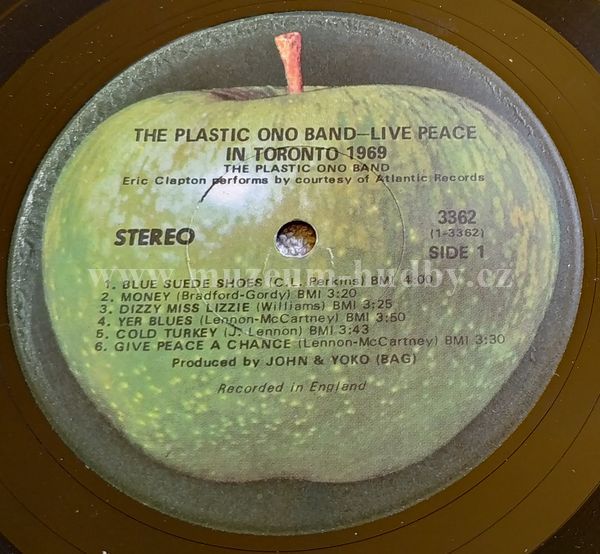 THE PLASTIC ONO BAND—LIVE PEACE
IN TORONTO 1969
THE PLASTIC ONO BAND
Eric Clapton performs by courtesy of Atlantic Records
STEREO
3362
(1-3362)
SIDE 1
www.muzeum-hudby.cz
1. BLUE SUEDE SHOES (C.L. Perkins) BMI 4:00
2. MONEY (Bradford-Gordy) BMI 3:20
3. DIZZY MISS LIZZIE (Williams) BMI 3:25
4. YER BLUES (Lennon-McCartney) BMI 3:50
5. COLD TURKEY (J. Lennon) BMI 3:43
6. GIVE PEACE A CHANCE (Lennon-McCartney) BMI 3:30
Produced by JOHN & YOKO (BAG)
Recorded in England